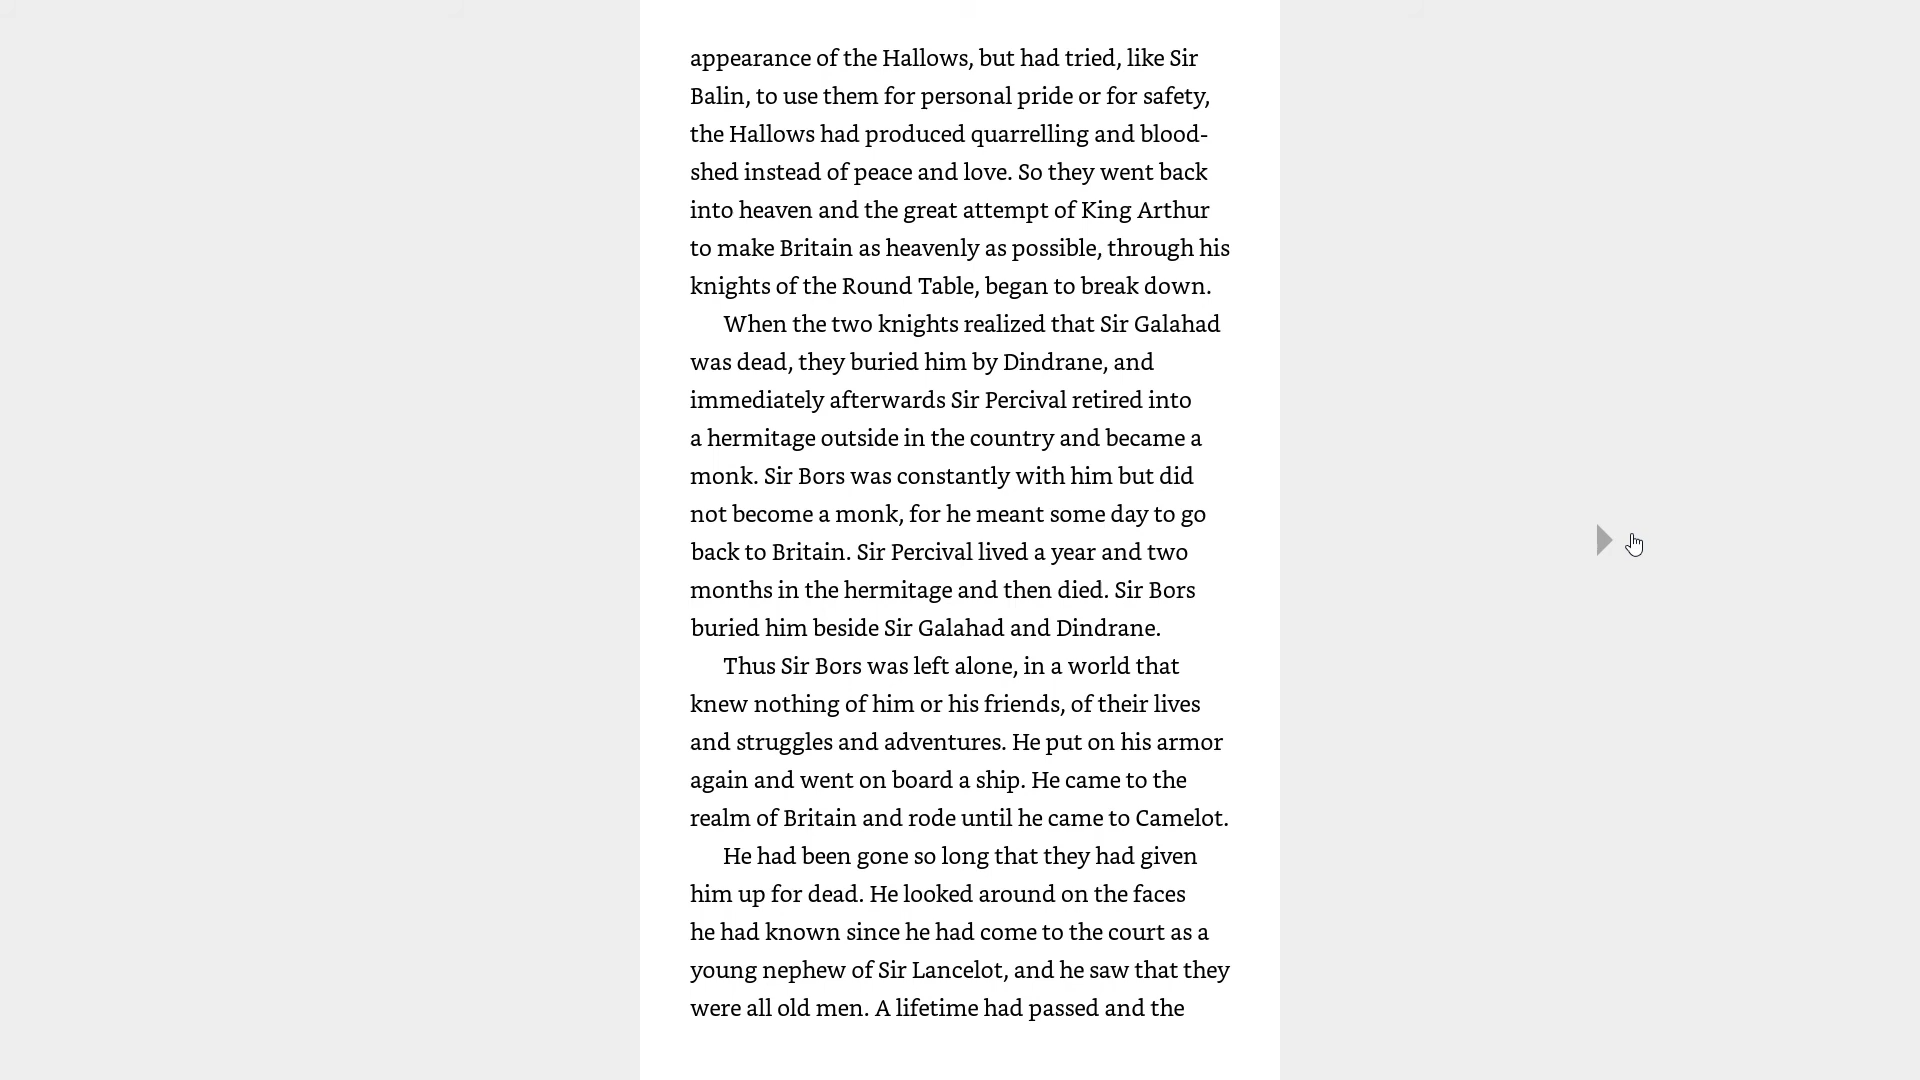 appearance of the Hallows, but had tried, like Sir
Balin, to use them for personal pride or for safety,
the Hallows had produced quarrelling and blood-
shed instead of peace and love. So they went back
into heaven and the great attempt of King Arthur
to make Britain as heavenly as possible, through his
knights of the Round Table, began to break down.
When the two knights realized that Sir Galahad
was dead, they buried him by Dindrane, and
immediately afterwards Sir Percival retired into
a hermitage outside in the country and became a
monk. Sir Bors was constantly with him but did
not become a monk, for he meant some day to go
back to Britain. Sir Percival lived a year and two
months in the hermitage and then died. Sir Bors
buried him beside Sir Galahad and Dindrane.
Thus Sir Bors was left alone, in a world that
knew nothing of him or his friends, of their lives
and struggles and adventures. He put on his armor
again and went on board a ship. He came to the
realm of Britain and rode until he came to Camelot.
He had been gone so long that they had given
him up for dead. He looked around on the faces
he had known since he had come to the court as a
young nephew of Sir Lancelot, and he saw that they
were all old men. A lifetime had passed and the